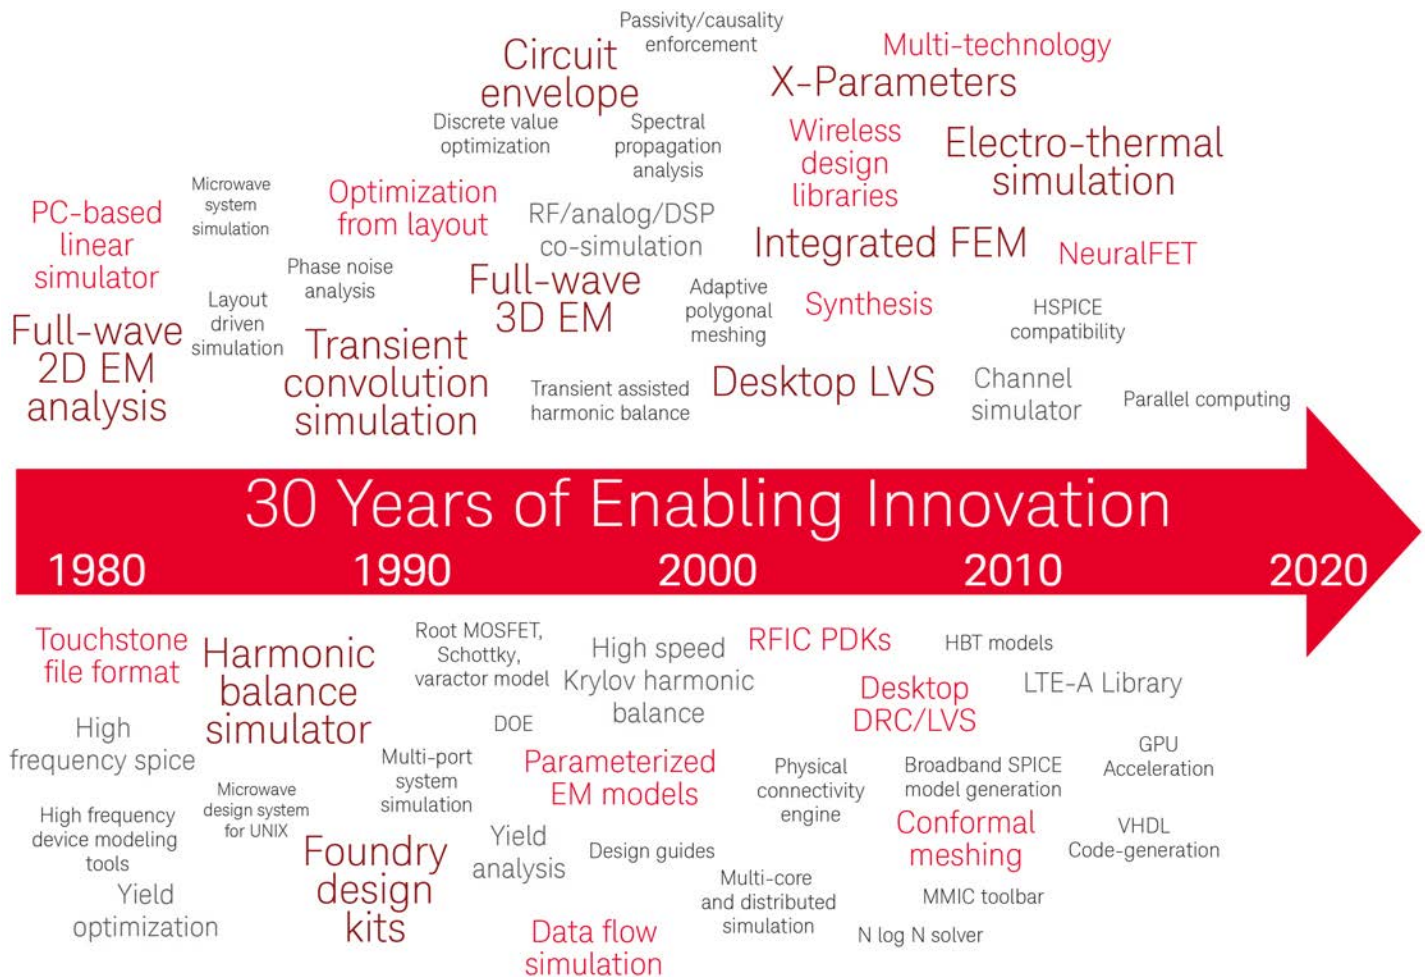 Passivity/causality
enforcement
Circuit
envelope
Multi-technology
X-Parameters
Discrete value
optimization
Spectral
propagation
analysis
Wireless
design
libraries
Electro-thermal
simulation
PC-based
linear
simulator
Microwave
system
simulation
Optimization
from layout
RF/analog/DSP
co-simulation
Integrated FEM
NeuralFET
Phase noise
analysis
Full-wave
3D EM
Adaptive
polygonal
meshing
Synthesis
HSPICE
compatibility
Full-wave
2D EM
analysis
Layout
driven
simulation
Transient
convolution
simulation
Transient assisted
harmonic balance
Desktop LVS
Channel
simulator
Parallel computing
30 Years of Enabling Innovation
1980 1990 2000 2010 2020
Touchstone
file format
Harmonic
balance
simulator
Root MOSFET,
Schottky,
varactor model
High speed
Krylov harmonic
balance
RFIC PDKs
HBT models
Desktop
DRC/LVS
LTE-A Library
High
frequency spice
DOE
Multi-port
system
simulation
Parameterized
EM models
Physical
connectivity
engine
Broadband SPICE
model generation
GPU
Acceleration
High frequency
device modeling
tools
Microwave
design system
for UNIX
Foundry
design
kits
Yield
analysis
Design guides
Conformal
meshing
VHDL
Code-generation
Yield
optimization
Multi-core
and distributed
simulation
MMIC toolbar
Data flow
simulation
N log N solver